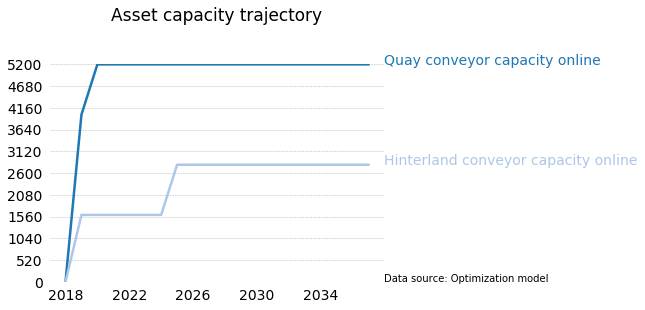 Asset capacity trajectory
5200
4680
4160
3640
3120
2600
2080
1560
1040
520
0
Quay conveyor capacity online
Hinterland conveyor capacity online
Data source: Optimization model
2018 2022 2026 2030 2034